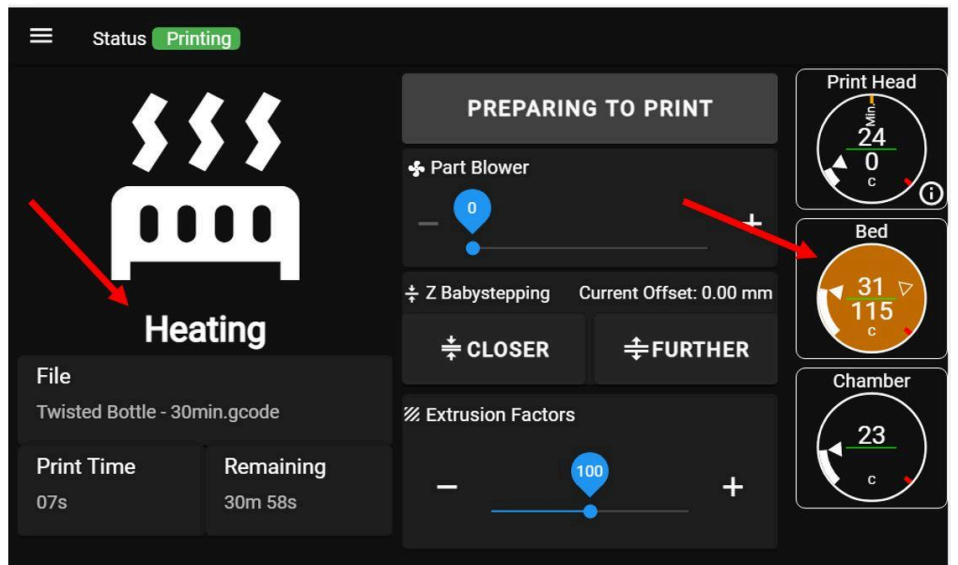 Status Printing
Heating
File
Twisted Bottle - 30min.gcode
Print Time
07s
Remaining
30m 58s
PREPARING TO PRINT
Part Blower
0
Z Babystepping
Current Offset: 0.00 mm
CLOSER
FURTHER
Extrusion Factors
100
Print Head
Min.
24
0
C
Bed
31
115
C
Chamber
23
C